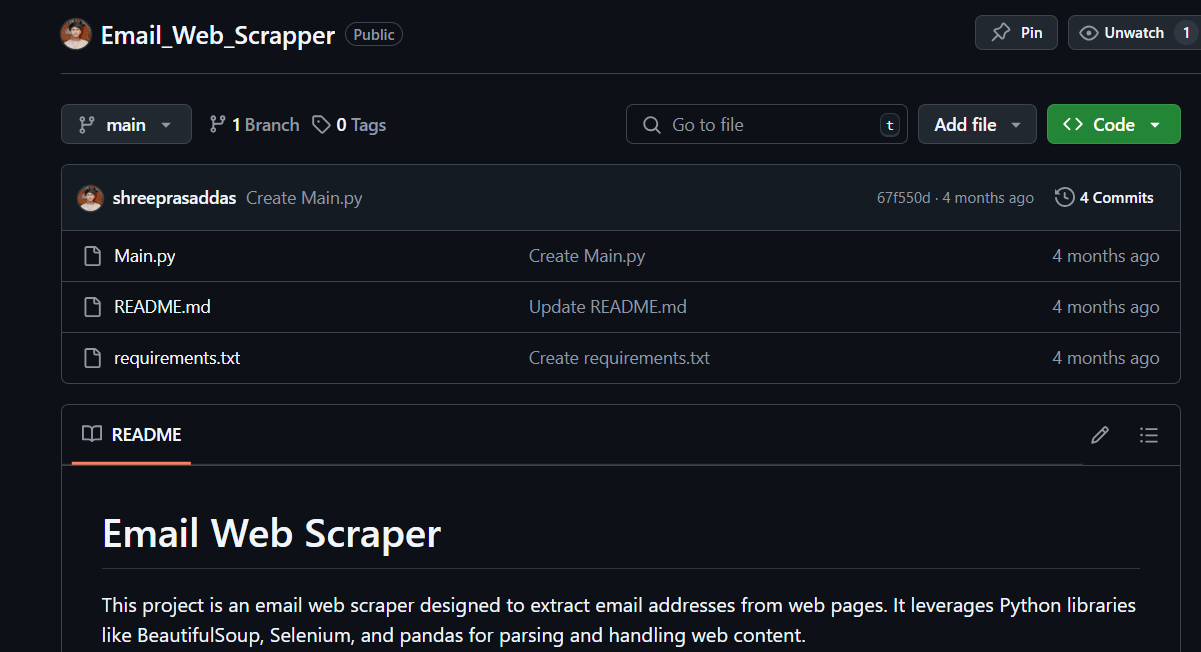 Email_Web_Scrapper Public Pin Unwatch 1
main 1 Branch 0 Tags Go to file t Add file Code
shreeprasaddas Create Main.py 67f550d · 4 months ago 4 Commits
Main.py Create Main.py 4 months ago
README.md Update README.md 4 months ago
requirements.txt Create requirements.txt 4 months ago
README
Email Web Scraper
This project is an email web scraper designed to extract email addresses from web pages. It leverages Python libraries
like BeautifulSoup, Selenium, and pandas for parsing and handling web content.